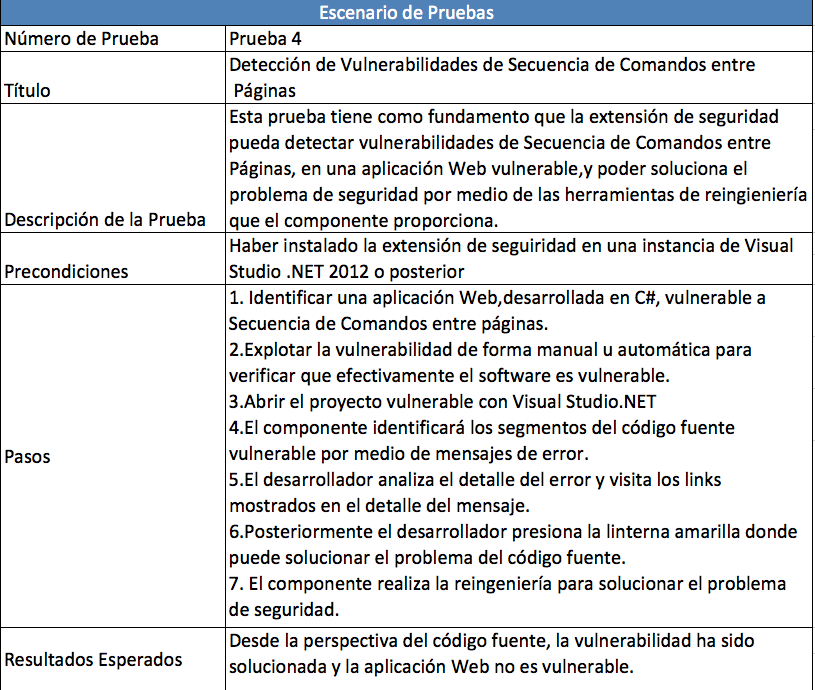 Escenario de Pruebas
Número de Prueba
Prueba 4
Título
Detección de Vulnerabilidades de Secuencia de Comandos entre
Páginas
Descripción de la Prueba
Esta prueba tiene como fundamento que la extensión de seguridad
pueda detectar vulnerabilidades de Secuencia de Comandos entre
Páginas, en una aplicación Web vulnerable,y poder soluciona el
problema de seguridad por medio de las herramientas de reingieniería
que el componente proporciona.
Precondiciones
Haber instalado la extensión de seguiridad en una instancia de Visual
Studio .NET 2012 o posterior
Pasos
1. Identificar una aplicación Web,desarrollada en C#, vulnerable a
Secuencia de Comandos entre páginas.
2.Explotar la vulnerabilidad de forma manual u automática para
verificar que efectivamente el software es vulnerable.
3.Abrir el proyecto vulnerable con Visual Studio.NET
4.El componente identificará los segmentos del código fuente
vulnerable por medio de mensajes de error.
5.El desarrollador analiza el detalle del error y visita los links
mostrados en el detalle del mensaje.
6.Posteriormente el desarrollador presiona la linterna amarilla donde
puede solucionar el problema del código fuente.
7. El componente realiza la reingeniería para solucionar el problema
de seguridad.
Resultados Esperados
Desde la perspectiva del código fuente, la vulnerabilidad ha sido
solucionada y la aplicación Web no es vulnerable.